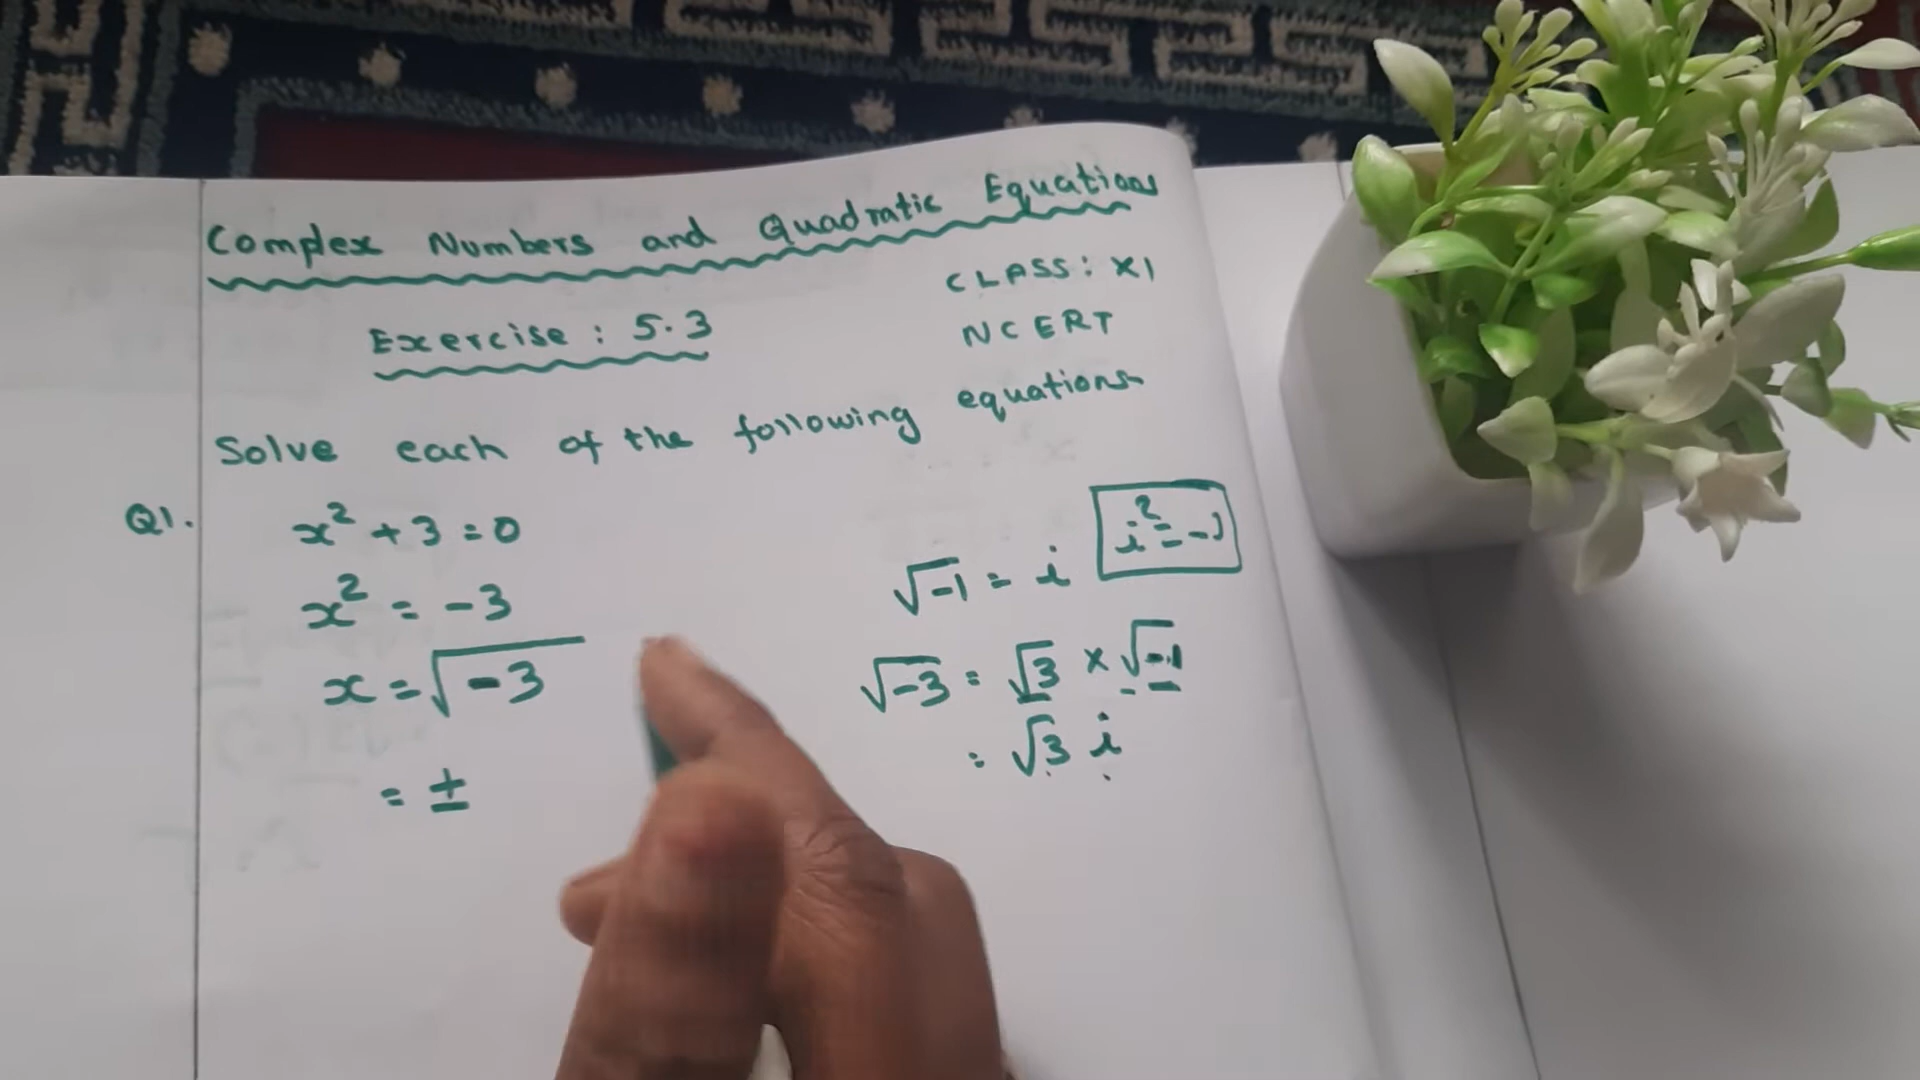 Complex Numbers and Quadratic Equations
CLASS: XI
Exercise: 5.3
NCERT
Solve each of the following equations
Q1. x² + 3 = 0
x² = -3
x = √-3
= ±
√-1 = i
i² = -1
√-3 = √3 × √-1
= √3 i